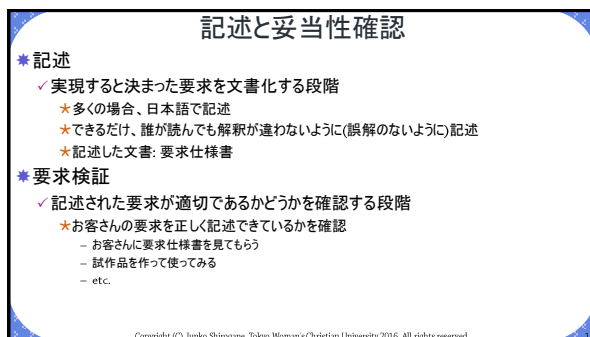 記述と妥当性確認
記述
実現すると決まった要求を文書化する段階
多くの場合、日本語で記述
できるだけ、誰が読んでも解釈が違わないように(誤解のないように)記述
記述した文書: 要求仕様書
要求検証
記述された要求が適切であるかどうかを確認する段階
お客さんの要求を正しく記述できているかを確認
– お客さんに要求仕様書を見てもらう
– 試作品を作って使ってみる
– etc.
Copyright (C) Junko Shirogane, Tokyo Woman's Christian University 2016, All rights reserved.